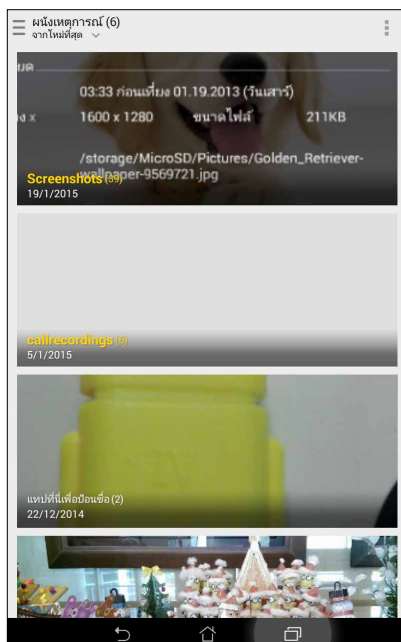 ผนังเหตุการณ์ (6)
จากใหม่ที่สุด
03:33 ก่อนเที่ยง 01.19.2013 (วันเสาร์)
1600 x 1280 ขนาดไฟล์ 211KB
/storage/MicroSD/Pictures/Golden_Retriever-
wallpaper-9569721.jpg
Screenshots (39)
19/1/2015
callrecordings (6)
5/1/2015
แทปที่นี่เพื่อป้อนชื่อ (2)
22/12/2014